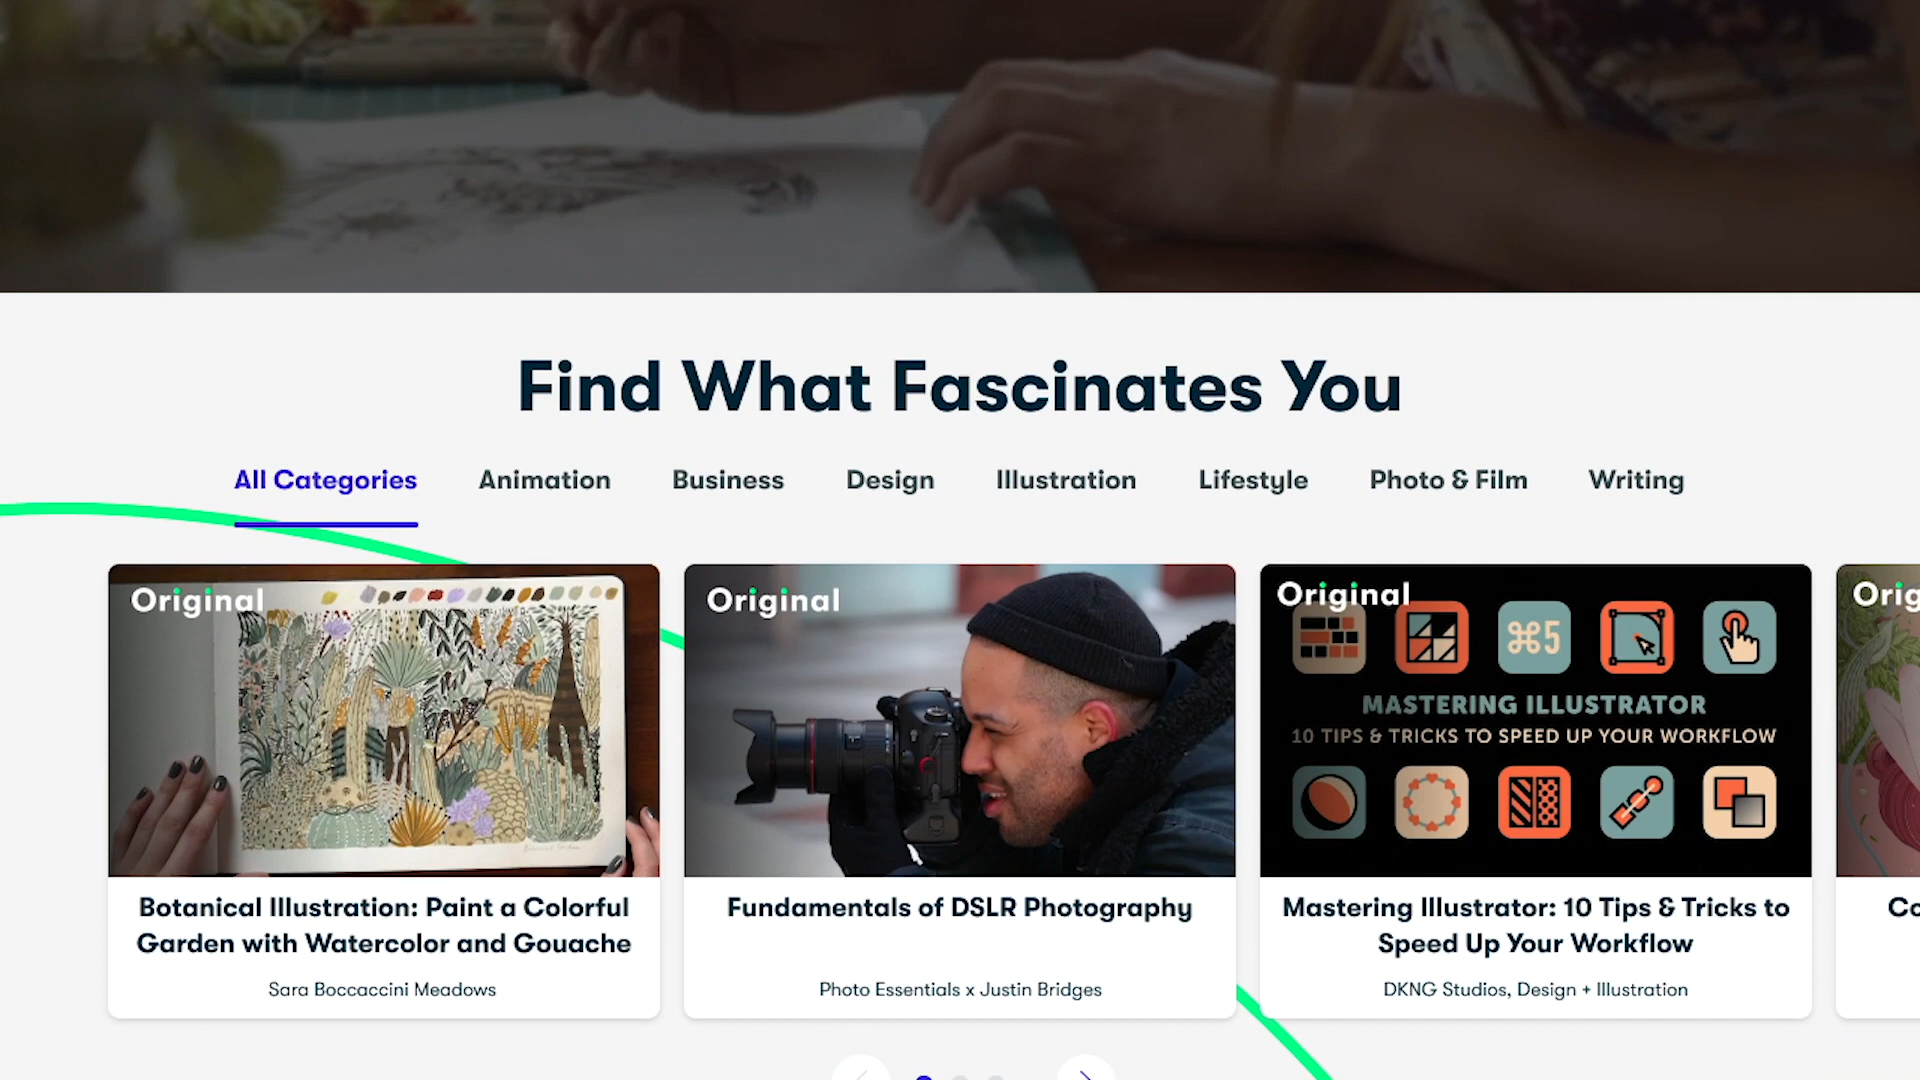 Find What Fascinates You
All Categories Animation Business Design Illustration Lifestyle Photo & Film Writing
Original
Botanical Illustration: Paint a Colorful
Garden with Watercolor and Gouache
Sara Boccaccini Meadows
Original
Fundamentals of DSLR Photography
Photo Essentials x Justin Bridges
Original
⌘5
MASTERING ILLUSTRATOR
10 TIPS & TRICKS TO SPEED UP YOUR WORKFLOW
Mastering Illustrator: 10 Tips & Tricks to
Speed Up Your Workflow
DKNG Studios, Design + Illustration
Orig
Co